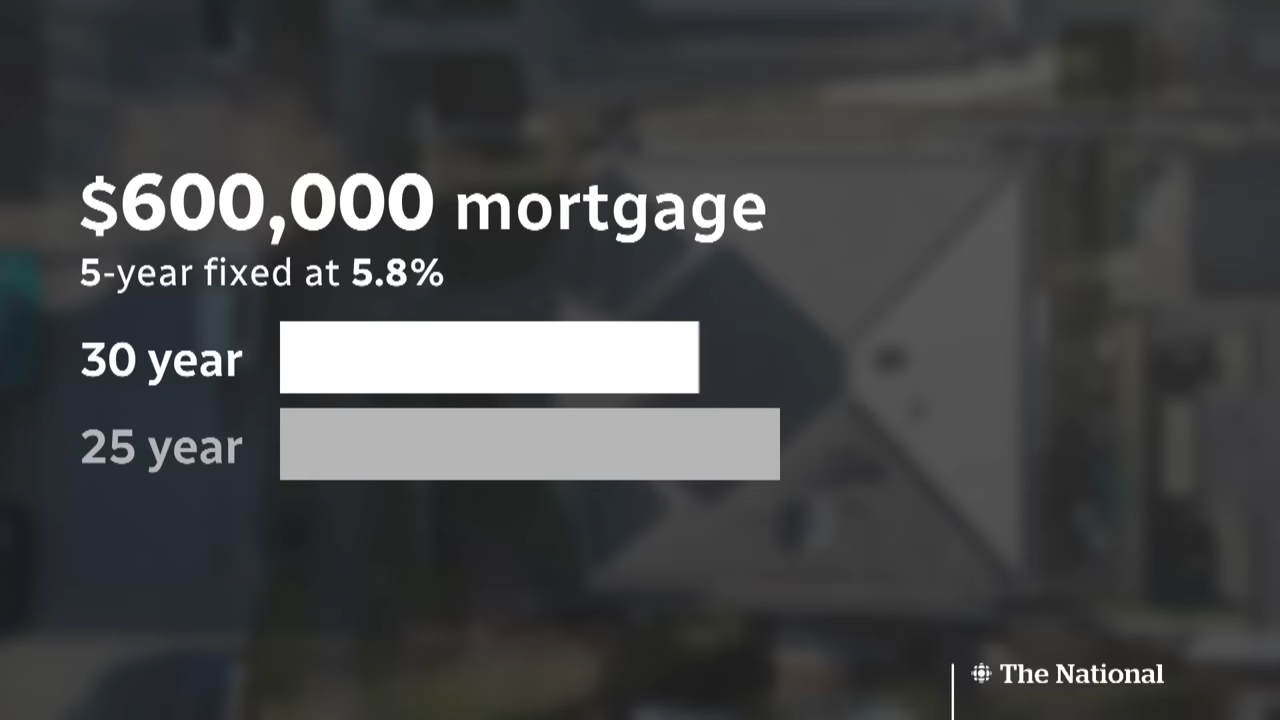 $600,000 mortgage
5-year fixed at 5.8%
30 year
25 year
The National